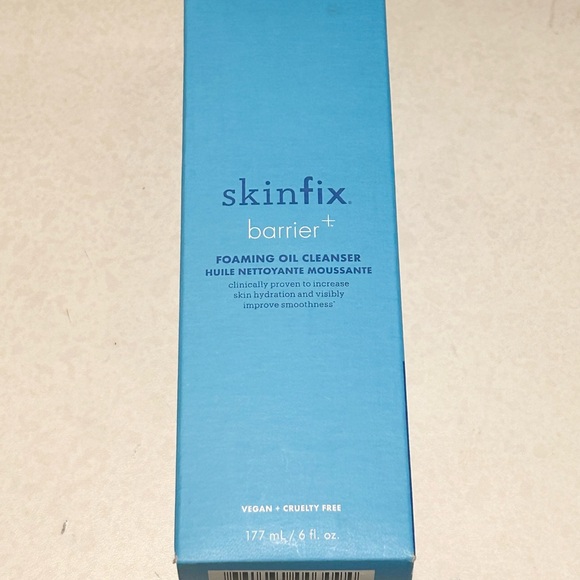 skinfix®
barrier+
FOAMING OIL CLEANSER
HUILE NETTOYANTE MOUSSANTE
clinically proven to increase
skin hydration and visibly
improve smoothness*
VEGAN + CRUELTY FREE
177 mL / 6 fl. oz.